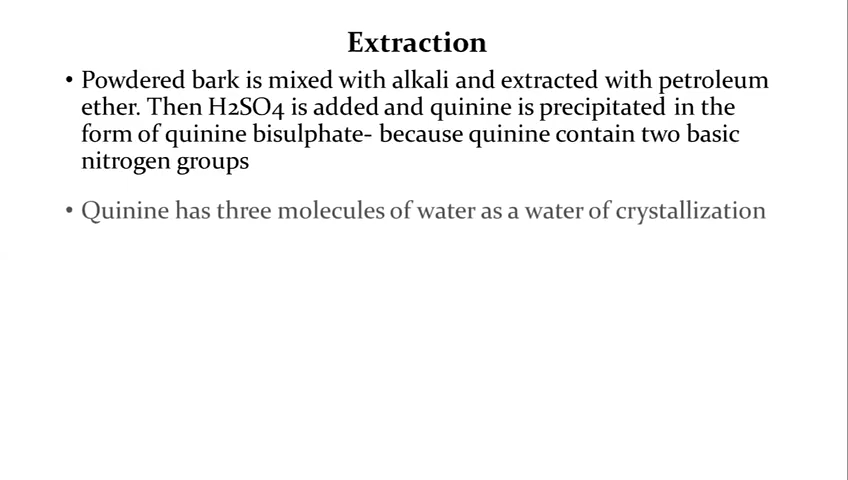 Extraction
• Powdered bark is mixed with alkali and extracted with petroleum
ether. Then H2SO4 is added and quinine is precipitated in the
form of quinine bisulphate- because quinine contain two basic
nitrogen groups
• Quinine has three molecules of water as a water of crystallization